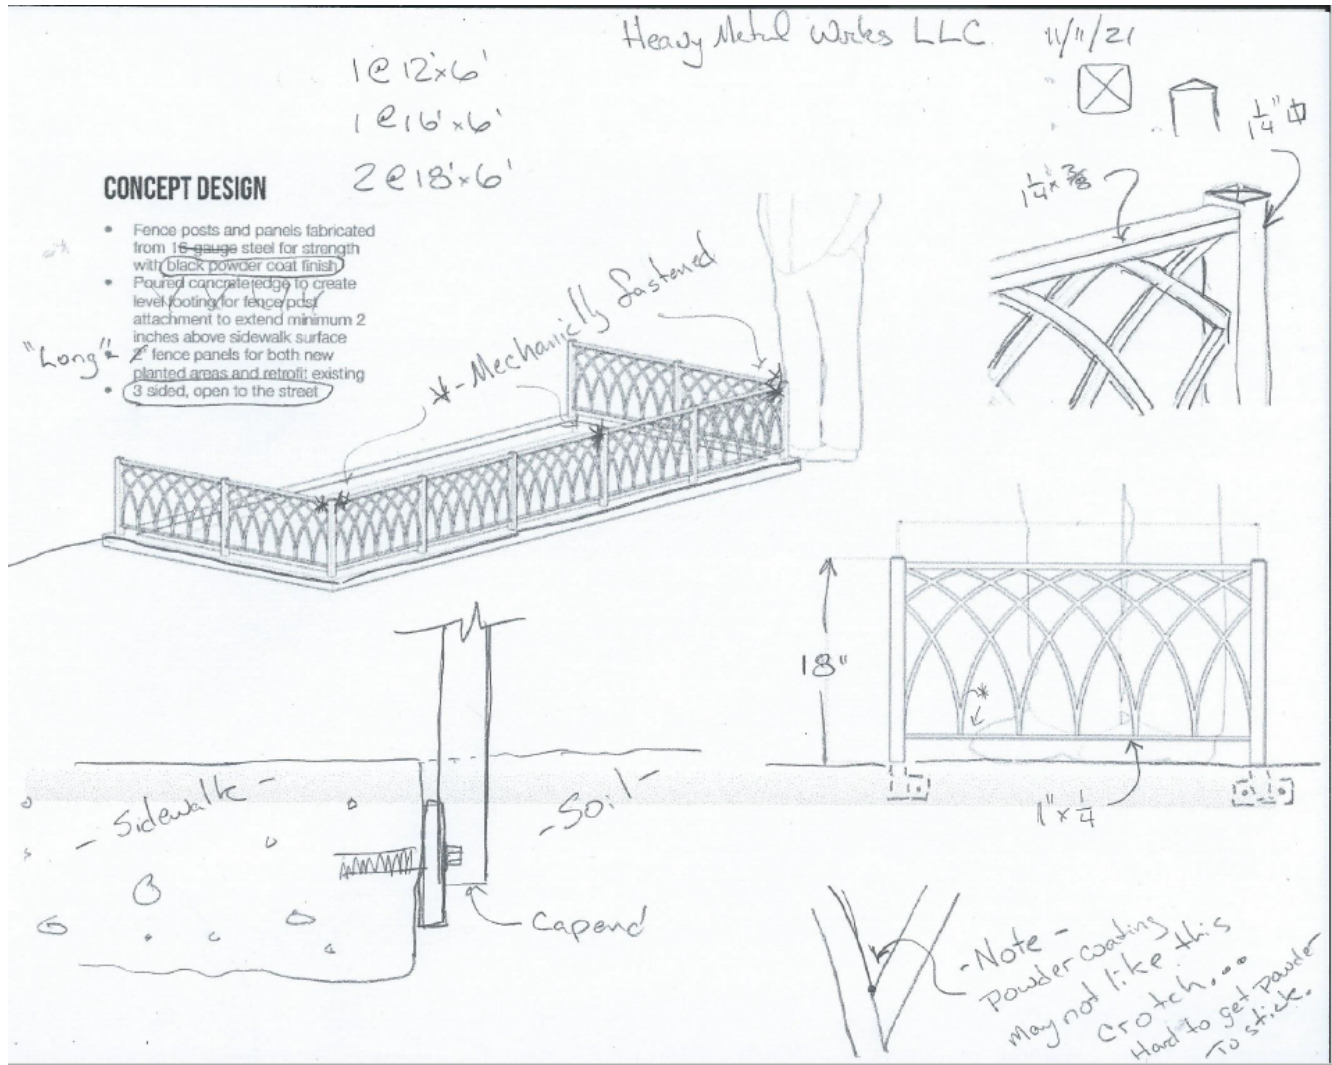 Heavy Metal Works LLC 11/11/21
1 @ 12'x6'
1 @ 16'x6'
2 @ 18'x6'
1 1/4" ⌷
1 1/4 x 3/8
CONCEPT DESIGN
• Fence posts and panels fabricated
from 16-gauge steel for strength
with black powder coat finish
• Poured concrete edge to create
level footing for fence post
attachment to extend minimum 2
inches above sidewalk surface
"Long" • 2' fence panels for both new
planted areas and retrofit existing
• 3 sided, open to the street
* - Mechanically fastened
18"
*
1" x 1/4
- Sidewalk
- Soil -
Capend
- Note -
powder coating
may not like this
crotch...
Hard to get powder
To stick.